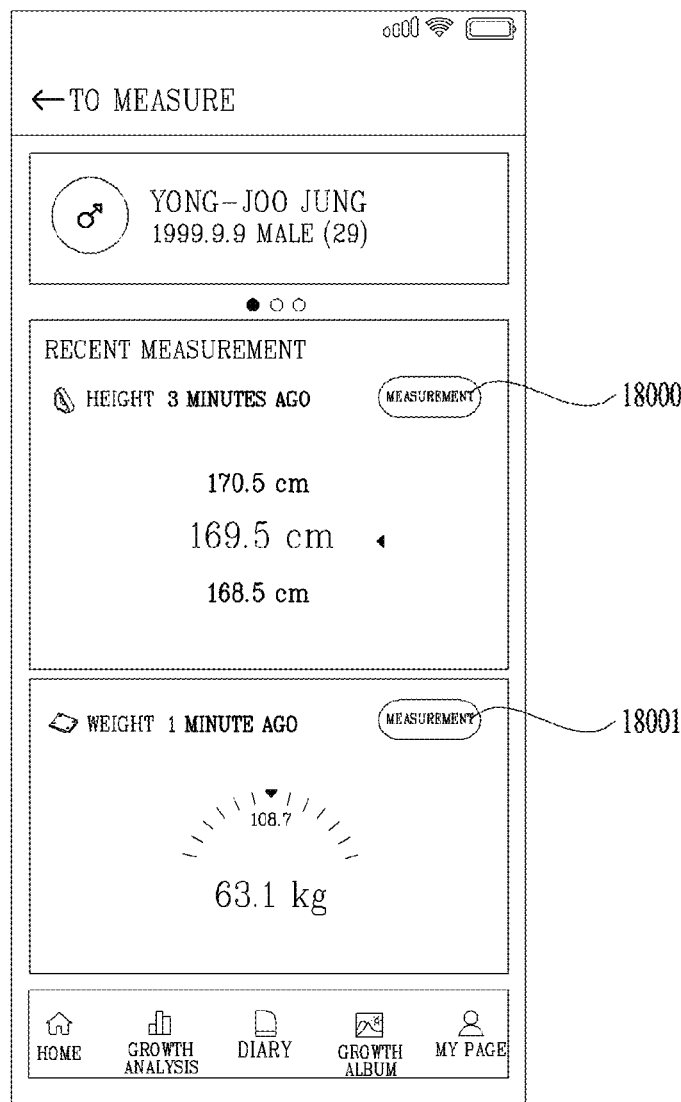 ←TO MEASURE
YONG-JOO JUNG
1999.9.9 MALE (29)
RECENT MEASUREMENT
HEIGHT 3 MINUTES AGO MEASUREMENT 18000
170.5 cm
169.5 cm
168.5 cm
WEIGHT 1 MINUTE AGO MEASUREMENT 18001
108.7
63.1 kg
HOME GROWTH ANALYSIS DIARY GROWTH ALBUM MY PAGE